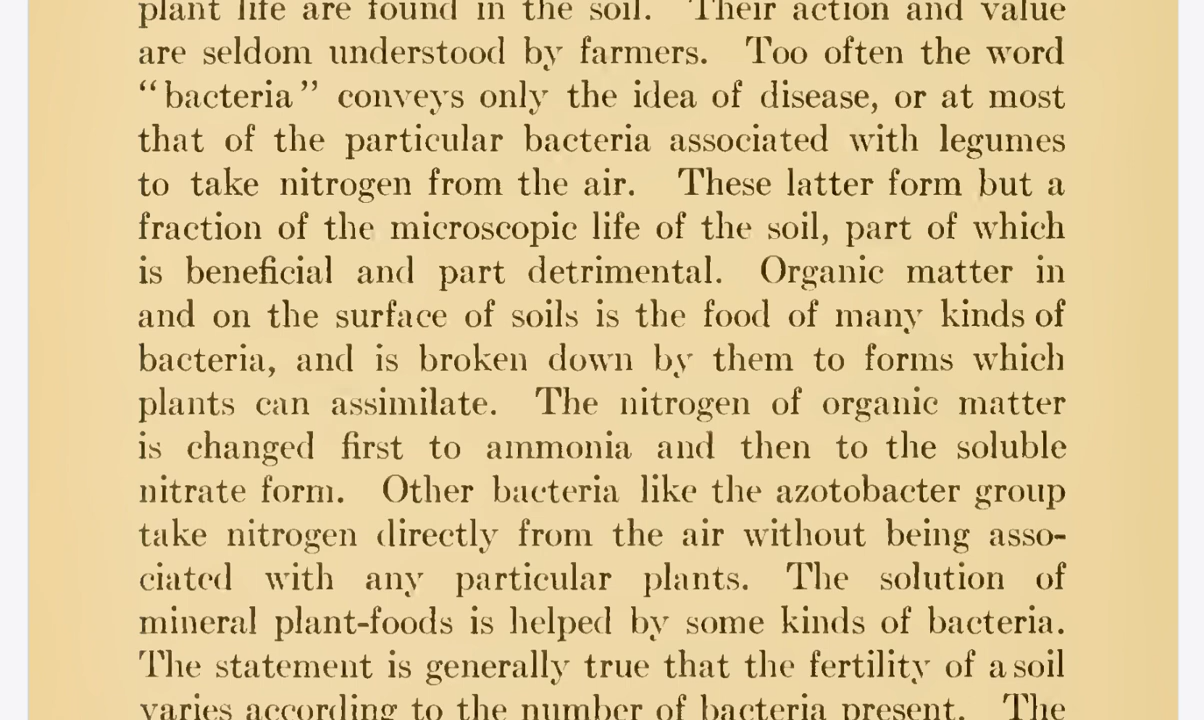 plant life are found in the soil. Their action and value
are seldom understood by farmers. Too often the word
“bacteria” conveys only the idea of disease, or at most
that of the particular bacteria associated with legumes
to take nitrogen from the air. These latter form but a
fraction of the microscopic life of the soil, part of which
is beneficial and part detrimental. Organic matter in
and on the surface of soils is the food of many kinds of
bacteria, and is broken down by them to forms which
plants can assimilate. The nitrogen of organic matter
is changed first to ammonia and then to the soluble
nitrate form. Other bacteria like the azotobacter group
take nitrogen directly from the air without being asso-
ciated with any particular plants. The solution of
mineral plant-foods is helped by some kinds of bacteria.
The statement is generally true that the fertility of a soil
varies according to the number of bacteria present. The